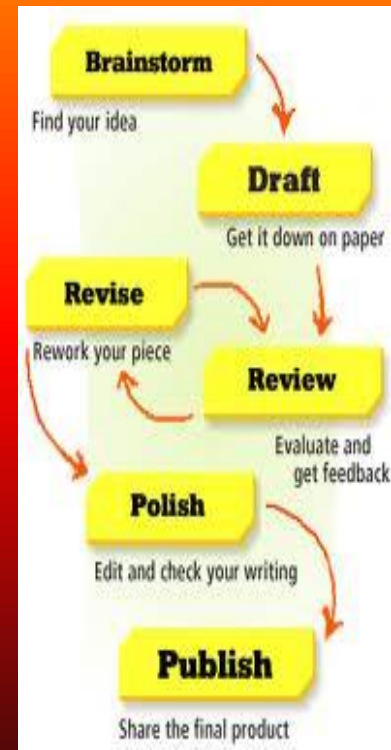 Brainstorm
Find your idea
Draft
Get it down on paper
Revise
Rework your piece
Review
Evaluate and
get feedback
Polish
Edit and check your writing
Publish
Share the final product